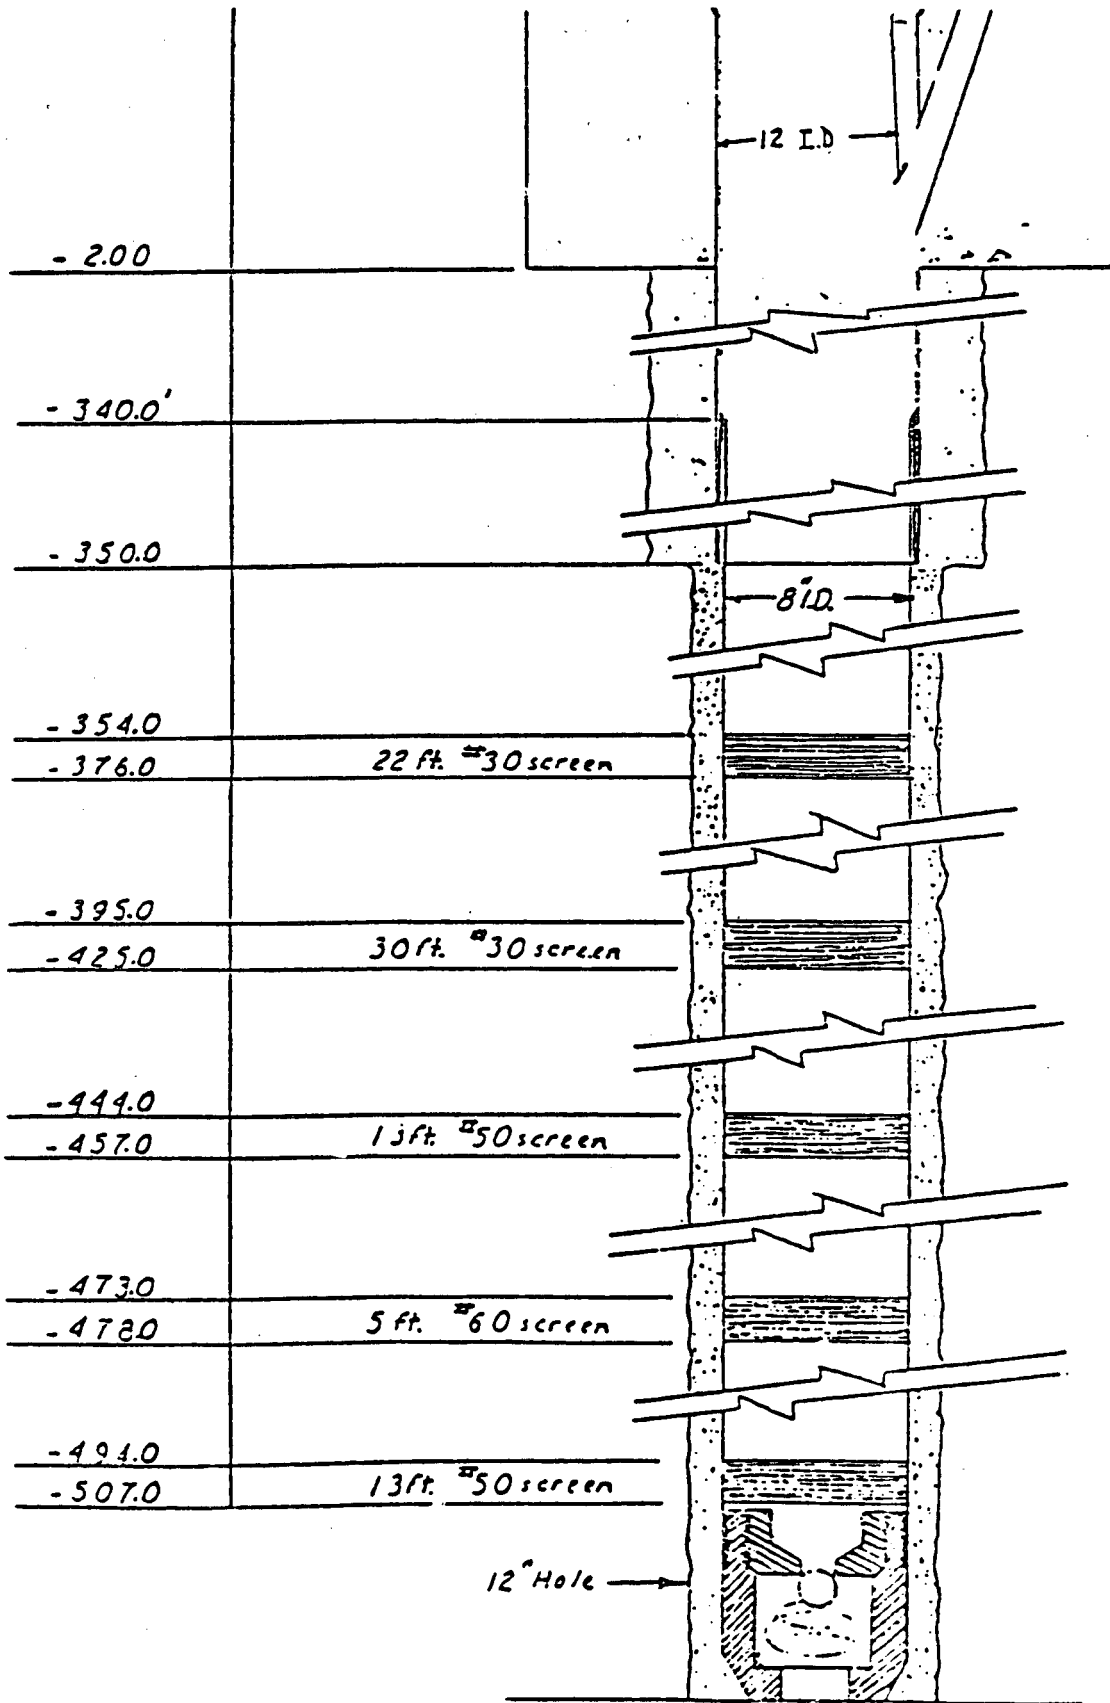 12 I.D
- 2.00
- 340.0'
- 350.0
8" I.D.
- 354.0
22 ft. #30 screen
- 376.0
- 395.0
30 ft. #30 screen
- 425.0
- 444.0
13 ft. #50 screen
- 457.0
- 473.0
5 ft. #60 screen
- 478.0
- 494.0
13 ft. #50 screen
- 507.0
12" Hole